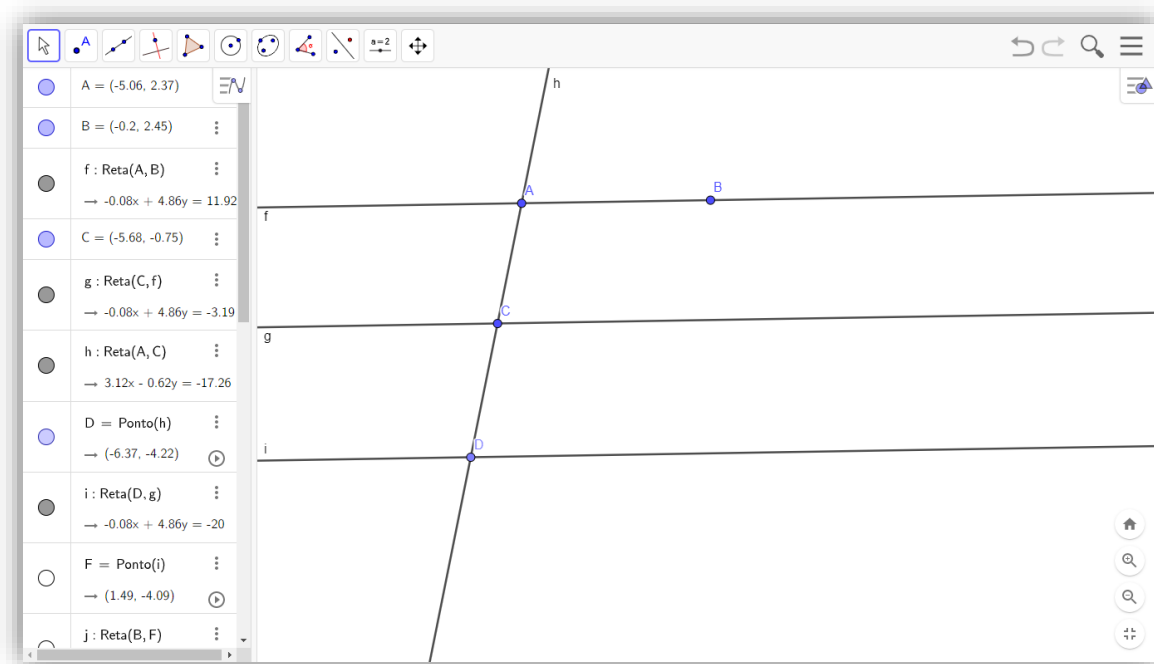 A
a=2
A = (-5.06, 2.37)
B = (-0.2, 2.45)
f : Reta(A, B)
→ -0.08x + 4.86y = 11.92
C = (-5.68, -0.75)
g : Reta(C, f)
→ -0.08x + 4.86y = -3.19
h : Reta(A, C)
→ 3.12x - 0.62y = -17.26
D = Ponto(h)
→ (-6.37, -4.22)
i : Reta(D, g)
→ -0.08x + 4.86y = -20
F = Ponto(i)
→ (1.49, -4.09)
j : Reta(B, F)
h
A
B
f
C
g
D
i